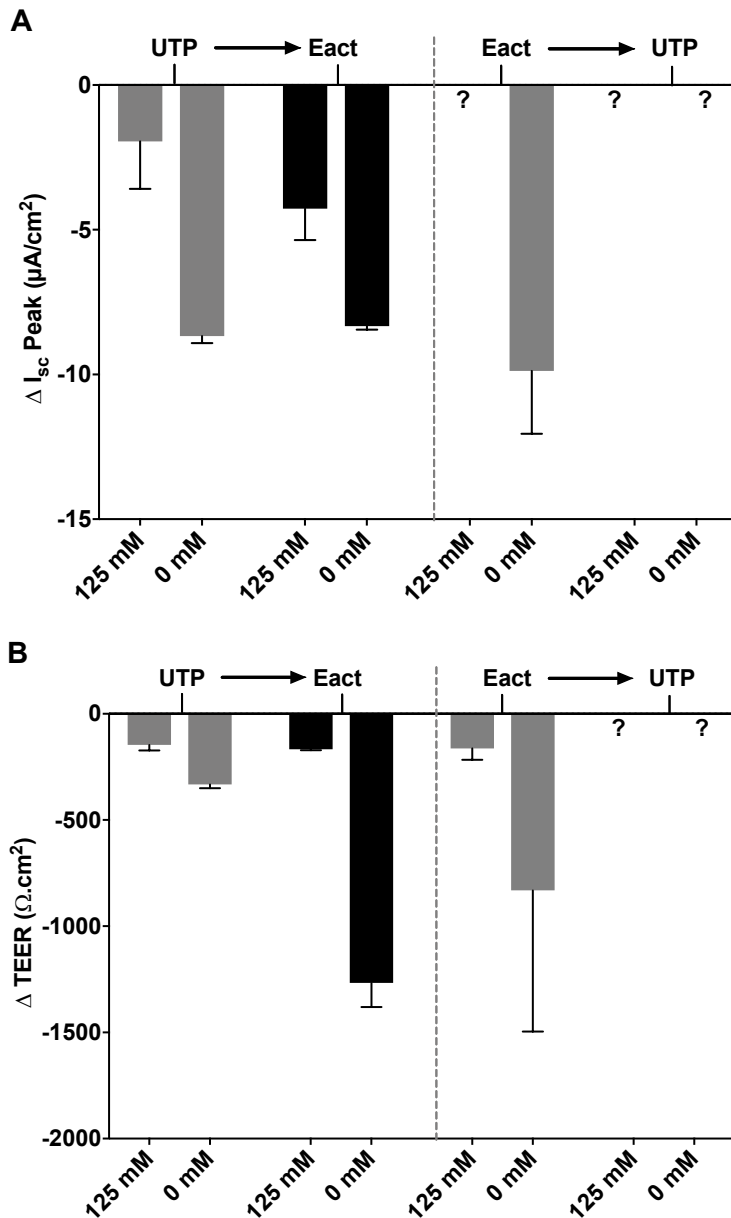 A
UTP Eact Eact UTP
0
? ? ?
-5
-10
-15
Δ Isc Peak (µA/cm²)
125 mM 0 mM 125 mM 0 mM 125 mM 0 mM 125 mM 0 mM
B
UTP Eact Eact UTP
0
? ?
-500
-1000
-1500
-2000
Δ TEER (Ω.cm²)
125 mM 0 mM 125 mM 0 mM 125 mM 0 mM 125 mM 0 mM